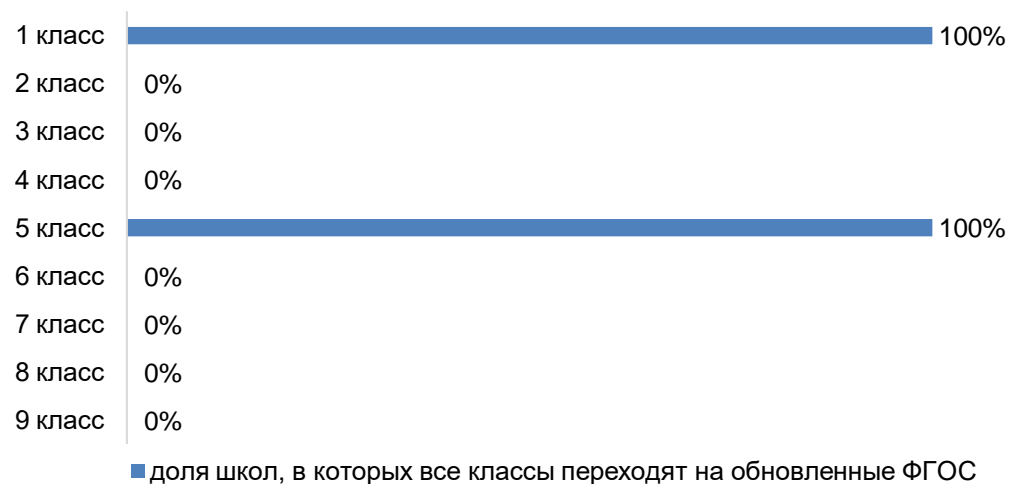 1 класс 100%
2 класс 0%
3 класс 0%
4 класс 0%
5 класс 100%
6 класс 0%
7 класс 0%
8 класс 0%
9 класс 0%
доля школ, в которых все классы переходят на обновленные ФГОС